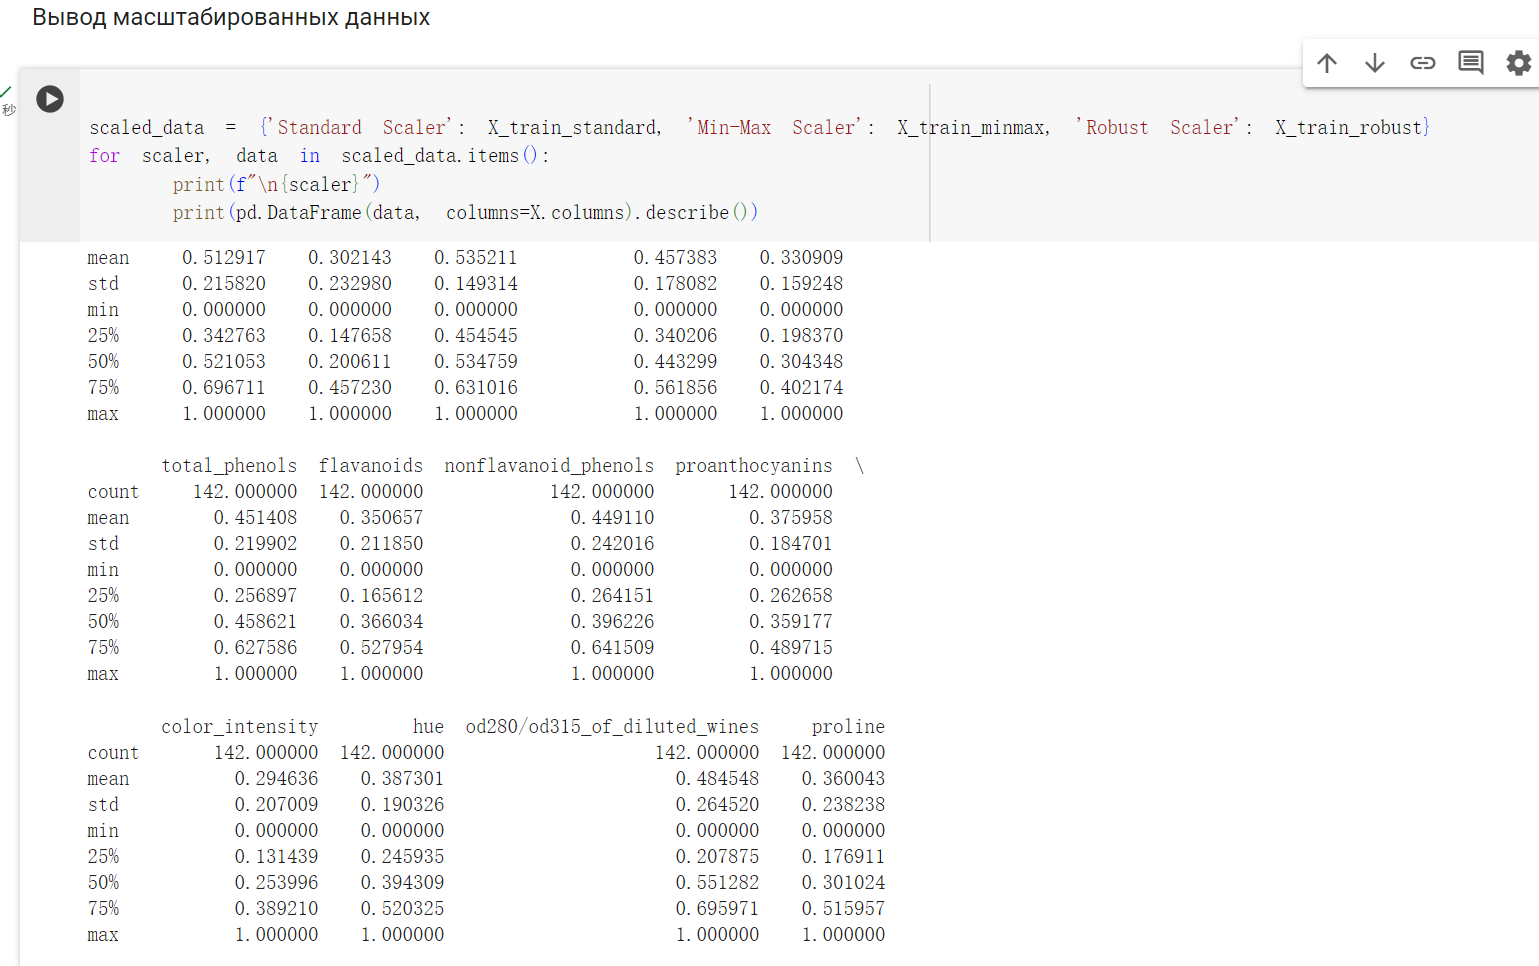 Вывод масштабированных данных
秒
scaled_data = {'Standard Scaler': X_train_standard, 'Min-Max Scaler': X_train_minmax, 'Robust Scaler': X_train_robust}
for scaler, data in scaled_data.items():
print(f"\n{scaler}")
print(pd.DataFrame(data, columns=X.columns).describe())
mean 0.512917 0.302143 0.535211 0.457383 0.330909
std 0.215820 0.232980 0.149314 0.178082 0.159248
min 0.000000 0.000000 0.000000 0.000000 0.000000
25% 0.342763 0.147658 0.454545 0.340206 0.198370
50% 0.521053 0.200611 0.534759 0.443299 0.304348
75% 0.696711 0.457230 0.631016 0.561856 0.402174
max 1.000000 1.000000 1.000000 1.000000 1.000000
total_phenols flavanoids nonflavanoid_phenols proanthocyanins \
count 142.000000 142.000000 142.000000 142.000000
mean 0.451408 0.350657 0.449110 0.375958
std 0.219902 0.211850 0.242016 0.184701
min 0.000000 0.000000 0.000000 0.000000
25% 0.256897 0.165612 0.264151 0.262658
50% 0.458621 0.366034 0.396226 0.359177
75% 0.627586 0.527954 0.641509 0.489715
max 1.000000 1.000000 1.000000 1.000000
color_intensity hue od280/od315_of_diluted_wines proline
count 142.000000 142.000000 142.000000 142.000000
mean 0.294636 0.387301 0.484548 0.360043
std 0.207009 0.190326 0.264520 0.238238
min 0.000000 0.000000 0.000000 0.000000
25% 0.131439 0.245935 0.207875 0.176911
50% 0.253996 0.394309 0.551282 0.301024
75% 0.389210 0.520325 0.695971 0.515957
max 1.000000 1.000000 1.000000 1.000000